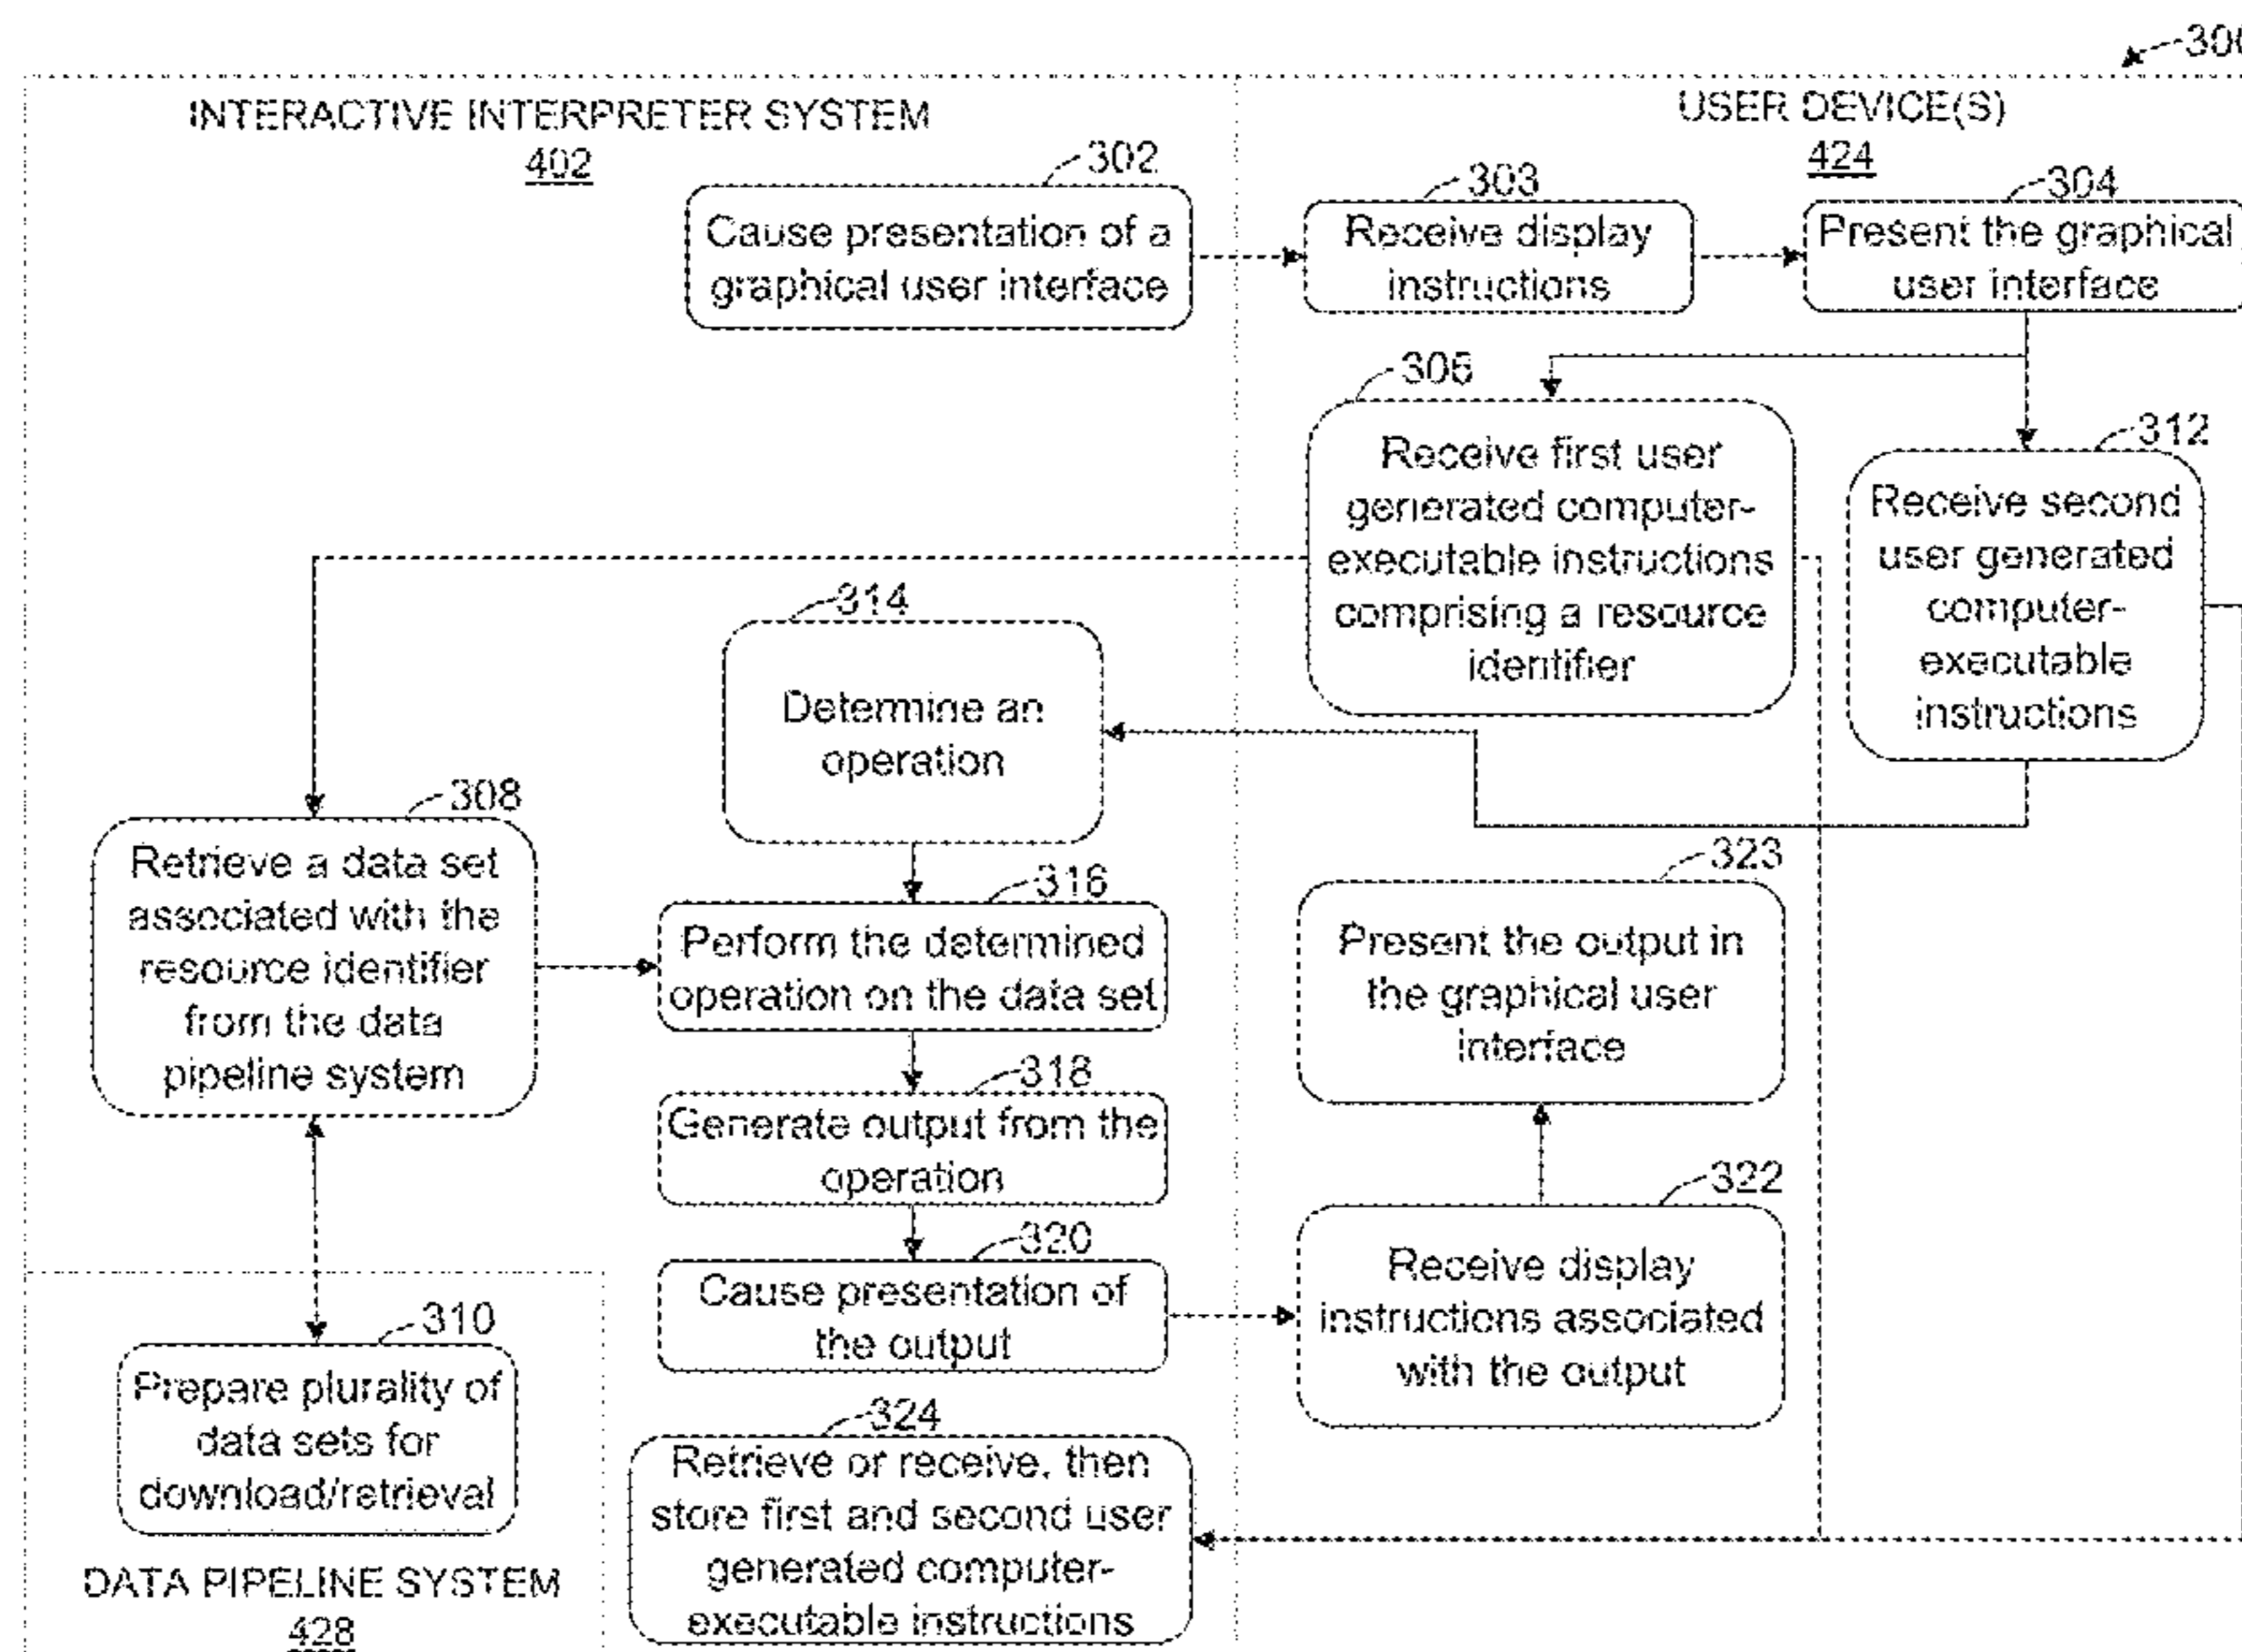 300
INTERACTIVE INTERPRETER SYSTEM
402
USER DEVICE(S)
424
302
Cause presentation of a
graphical user interface
303
Receive display
instructions
304
Present the graphical
user interface
306
Receive first user
generated computer-
executable instructions
comprising a resource
identifier
312
Receive second
user generated
computer-
executable
instructions
314
Determine an
operation
308
Retrieve a data set
associated with the
resource identifier
from the data
pipeline system
316
Perform the determined
operation on the data set
323
Present the output in
the graphical user
interface
318
Generate output from the
operation
322
Receive display
instructions associated
with the output
320
Cause presentation of
the output
310
Prepare plurality of
data sets for
download/retrieval
324
Retrieve or receive, then
store first and second user
generated computer-
executable instructions
DATA PIPELINE SYSTEM
428